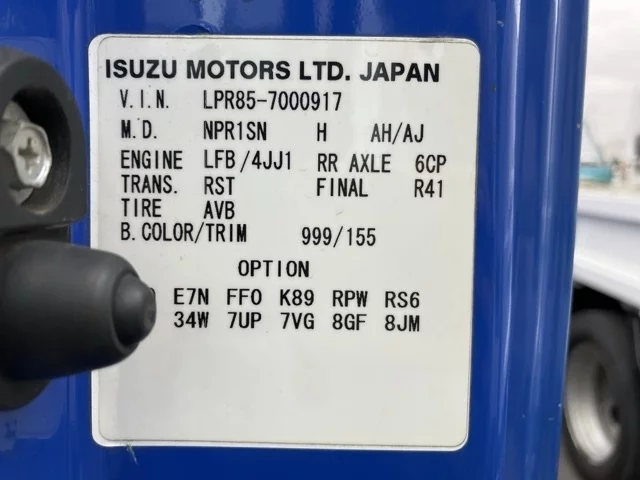 ISUZU MOTORS LTD. JAPAN
V.I.N. LPR85-7000917
M.D. NPR1SN H AH/AJ
ENGINE LFB/4JJ1 RR AXLE 6CP
TRANS. RST FINAL R41
TIRE AVB
B.COLOR/TRIM 999/155
OPTION
E7N FF0 K89 RPW RS6
34W 7UP 7VG 8GF 8JM